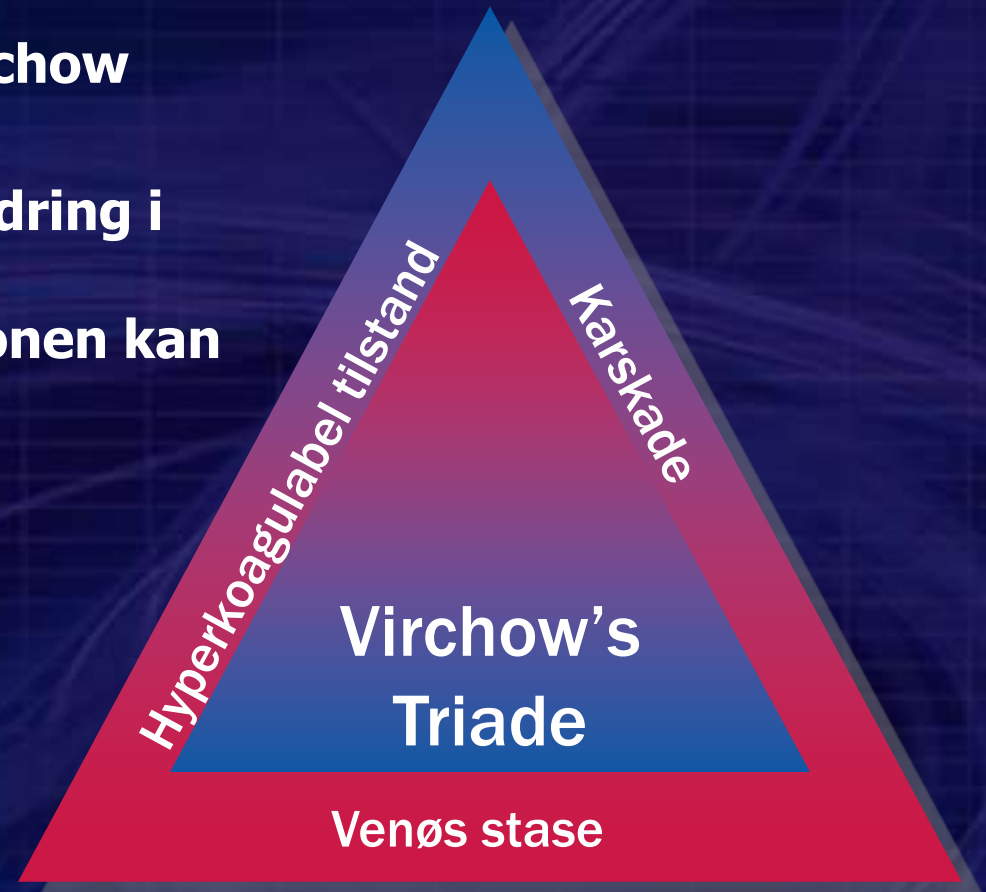 chow
dring i
onen kan
Hyperkoagulabel tilstand
Karskade
Virchow's
Triade
Venøs stase